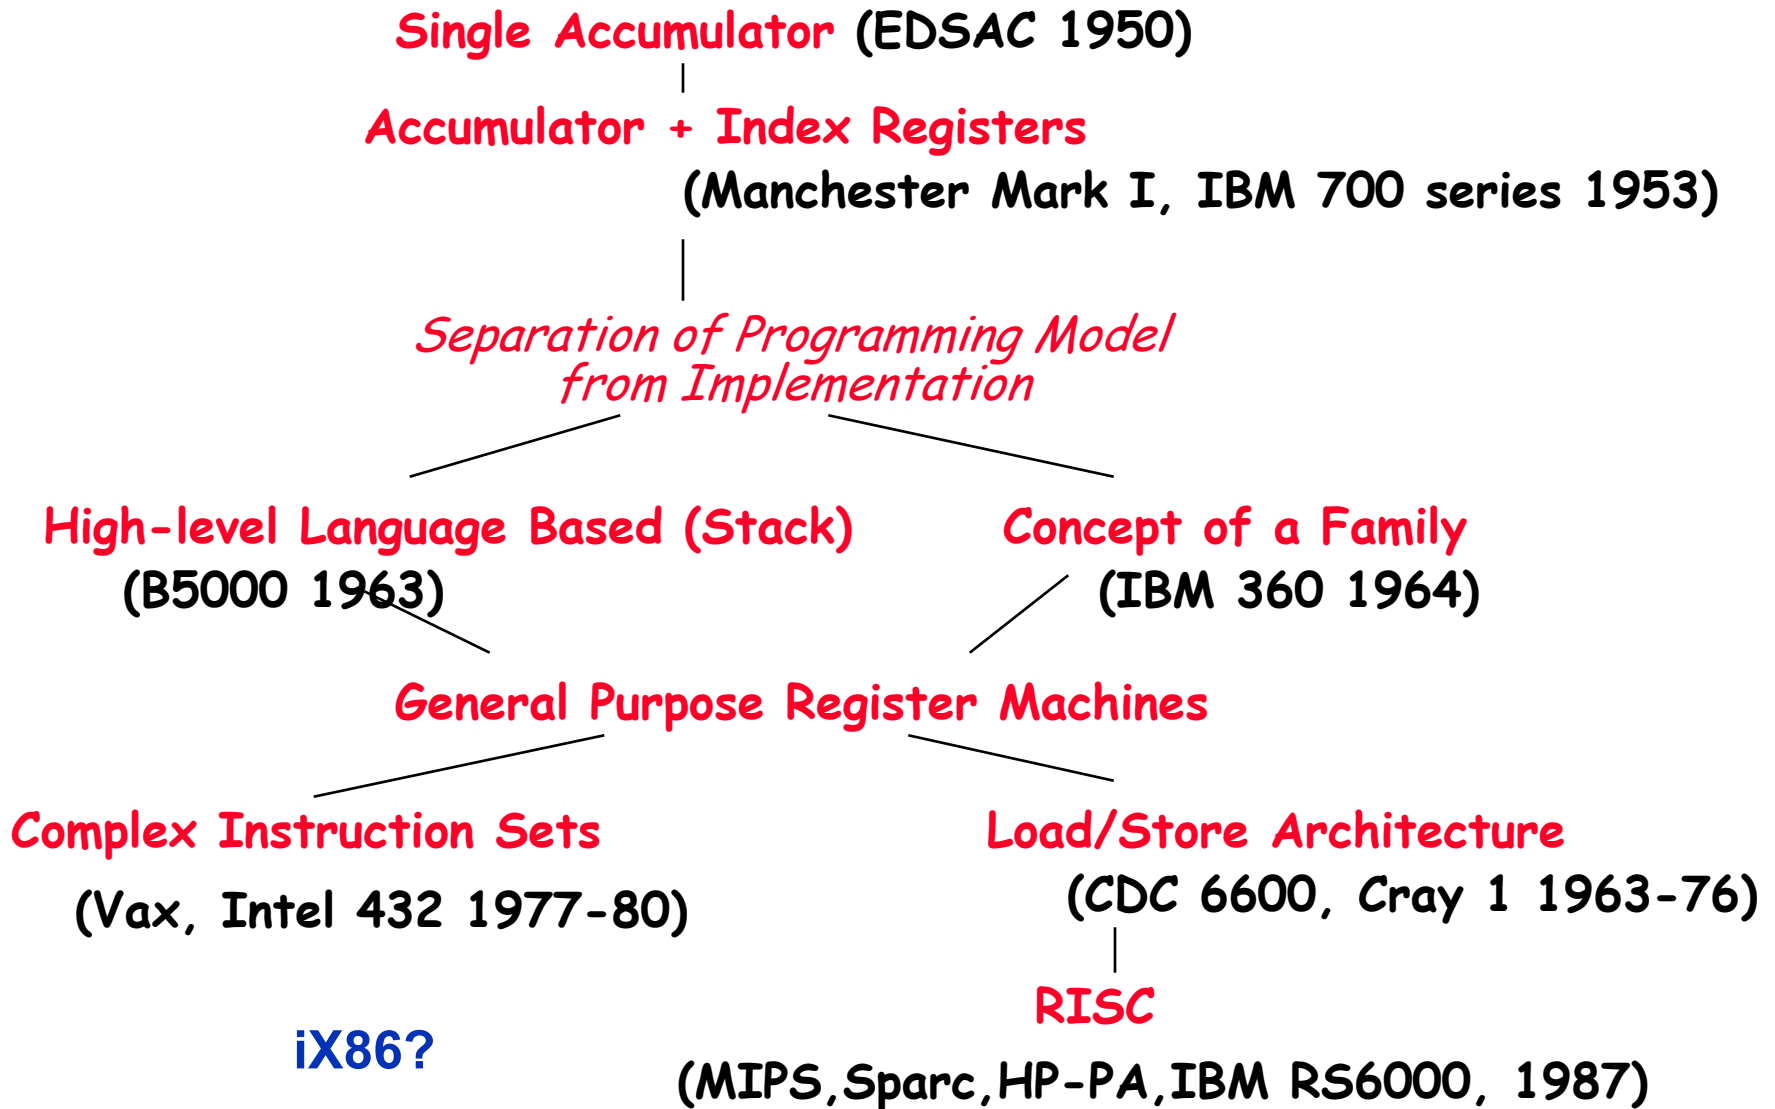 Single Accumulator (EDSAC 1950)
Accumulator + Index Registers
(Manchester Mark I, IBM 700 series 1953)
Separation of Programming Model
from Implementation
High-level Language Based (Stack)
(B5000 1963)
Concept of a Family
(IBM 360 1964)
General Purpose Register Machines
Complex Instruction Sets
(Vax, Intel 432 1977-80)
Load/Store Architecture
(CDC 6600, Cray 1 1963-76)
RISC
iX86?
(MIPS,Sparc,HP-PA,IBM RS6000, 1987)